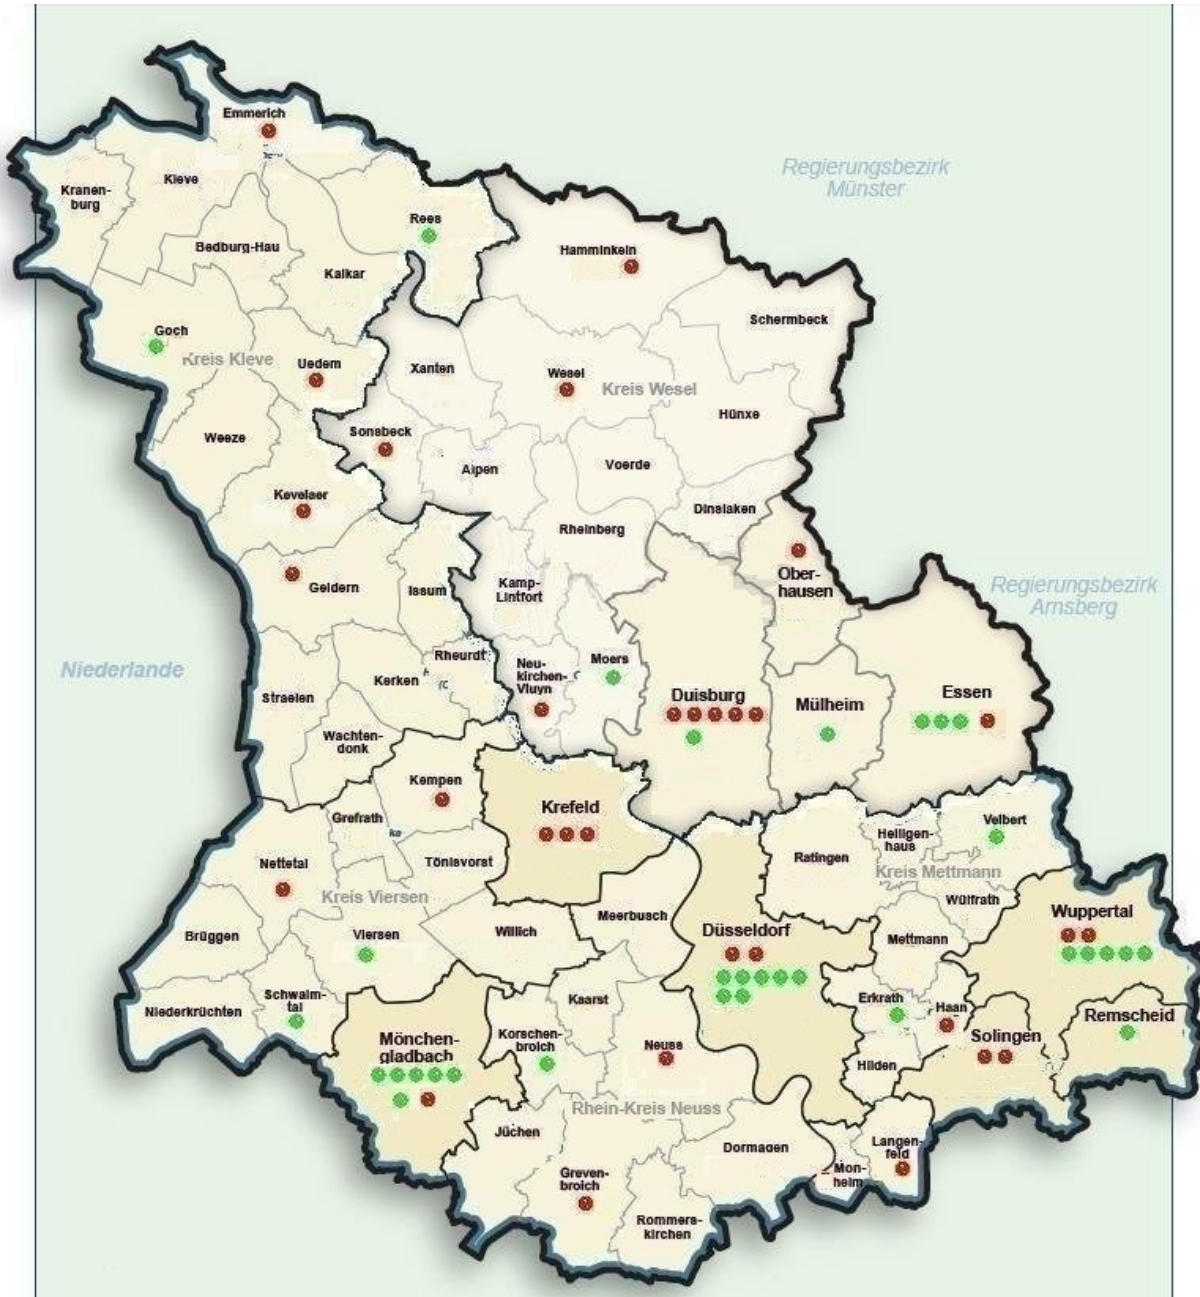 Emmerich
Regierungsbezirk
Münster
Kleve
Kranen-
burg
Rees
Bedburg-Hau
Hamminkeln
Kalkar
Schermbeck
Goch
Kreis Kleve
Uedem
Xanten
Wesel
Kreis Wesel
Hünxe
Sonsbeck
Weeze
Alpen
Voerde
Kevelaer
Dinslaken
Rheinberg
Ober-
hausen
Regierungsbezirk
Arnsberg
Geldern
Issum
Kamp-
Lintfort
Niederlande
Rheurdt
Moers
Neu-
kirchen-
Vluyn
Kerken
Straelen
Duisburg
Mülheim
Essen
Wachten-
donk
Kempen
Krefeld
Grefrath
Velbert
Heiligen-
haus
Ratingen
Nettetal
Tönisvorst
Kreis Mettmann
Kreis Viersen
Wülfrath
Wuppertal
Meerbusch
Düsseldorf
Brüggen
Viersen
Willich
Mettmann
Schwalm-
tal
Niederkrüchten
Kaarst
Erkrath
Haan
Remscheid
Mönchen-
gladbach
Korschen-
broich
Neuss
Solingen
Hilden
Rhein-Kreis Neuss
Jüchen
Dormagen
Langen-
feld
Mon-
heim
Greven-
broich
Rommers-
kirchen